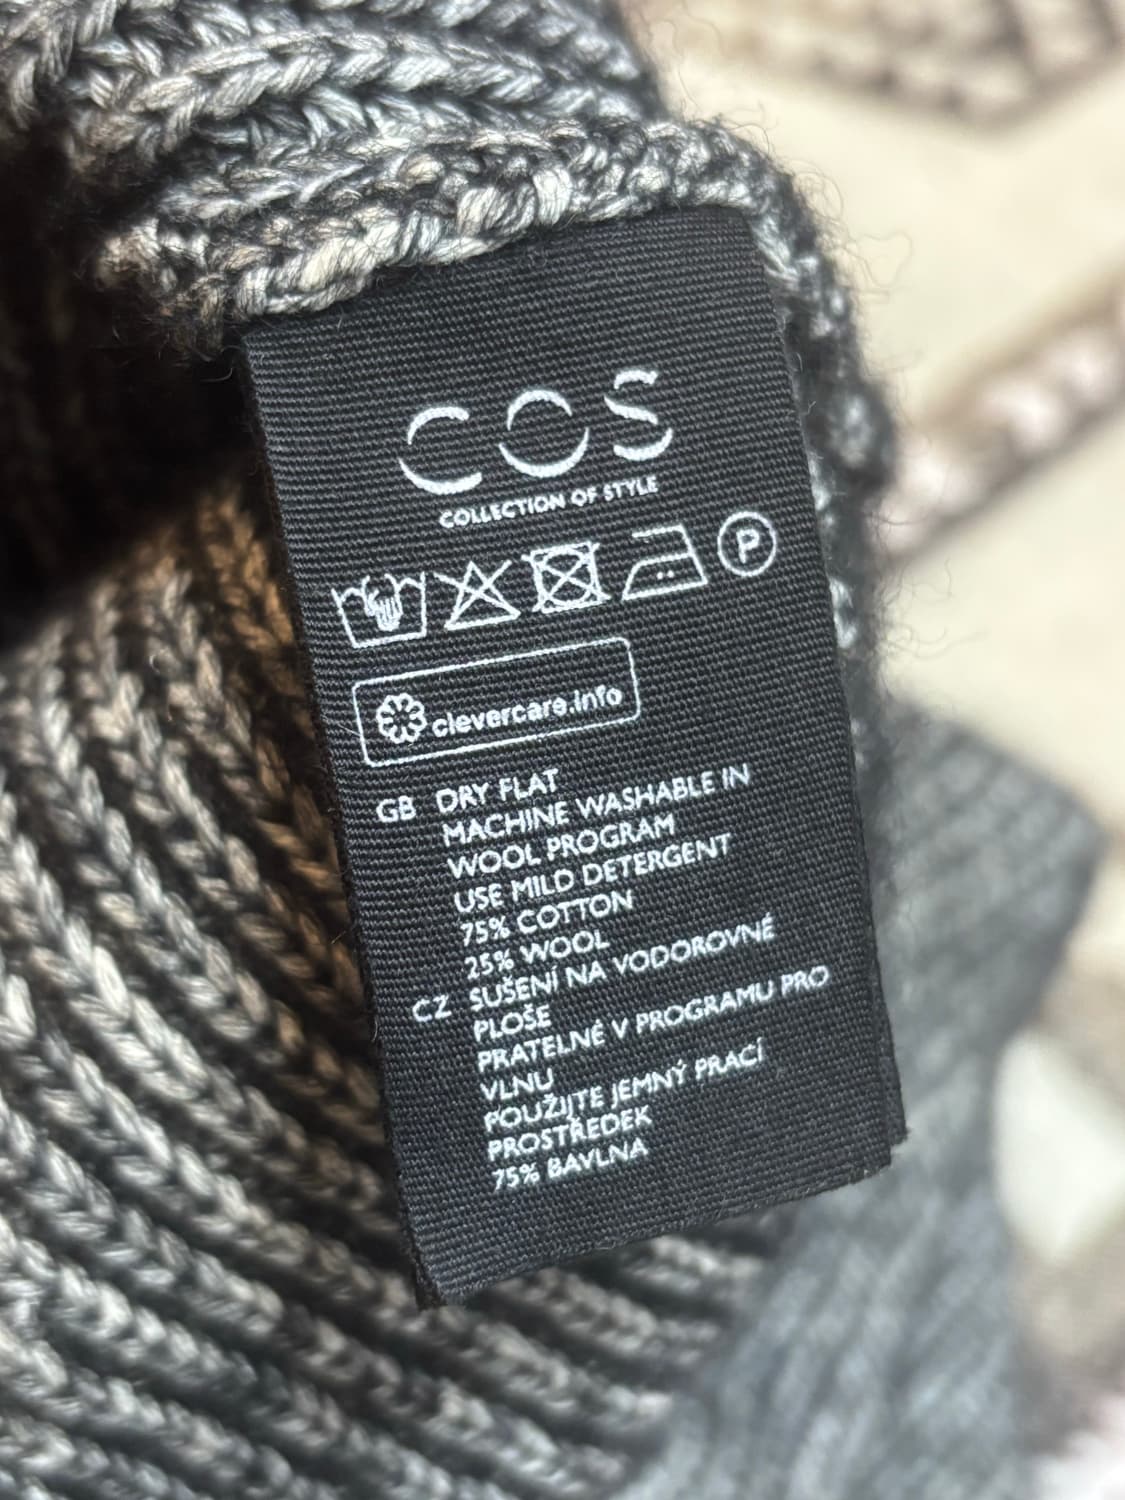 COS
COLLECTION OF STYLE
P
clevercare.info
GB DRY FLAT
MACHINE WASHABLE IN
WOOL PROGRAM
USE MILD DETERGENT
75% COTTON
25% WOOL
CZ SUŠENÍ NA VODOROVNÉ
PLOŠE
PRATELNÉ V PROGRAMU PRO
VLNU
POUŽIJTE JEMNÝ PRACÍ
PROSTŘEDEK
75% BAVLNA